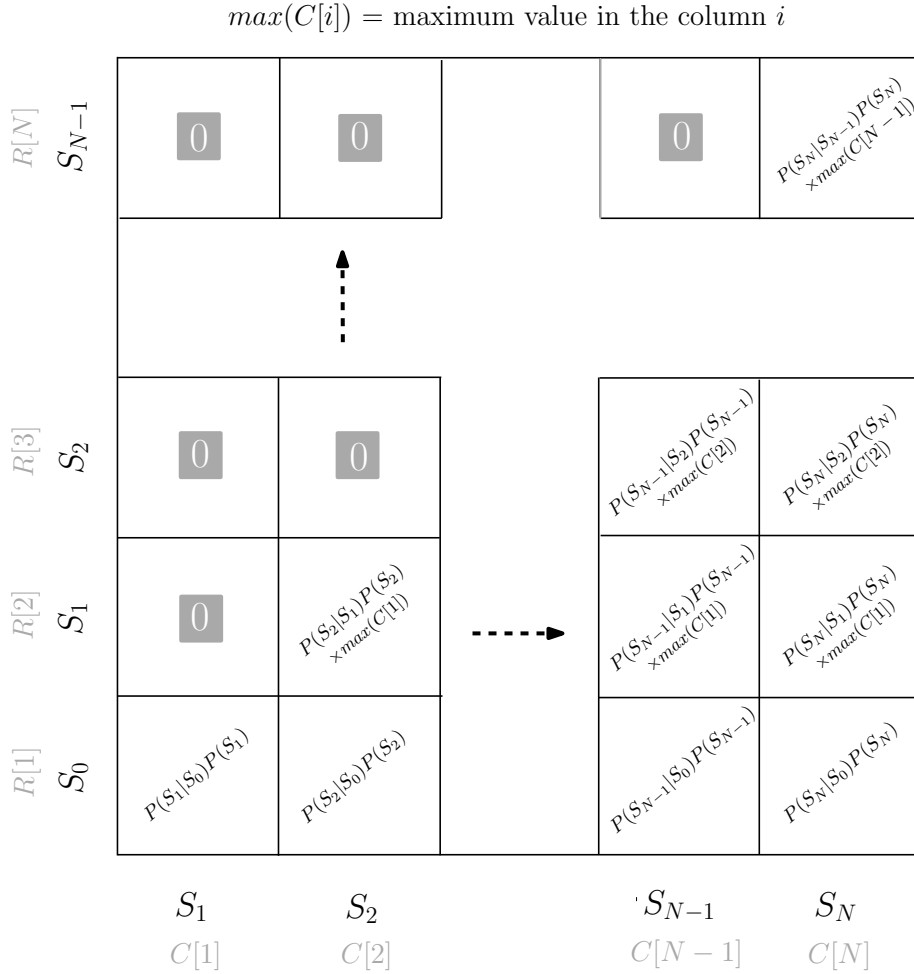 max(C[i]) = maximum value in the column i
R[N]
S_{N-1}
0
0
0
P(S_N|S_{N-1})P(S_N)
×max(C[N-1])
R[3]
S_2
0
0
P(S_{N-1}|S_2)P(S_{N-1})
×max(C[2])
P(S_N|S_2)P(S_N)
×max(C[2])
R[2]
S_1
0
P(S_2|S_1)P(S_2)
×max(C[1])
P(S_{N-1}|S_1)P(S_{N-1})
×max(C[1])
P(S_N|S_1)P(S_N)
×max(C[1])
R[1]
S_0
P(S_1|S_0)P(S_1)
P(S_2|S_0)P(S_2)
P(S_{N-1}|S_0)P(S_{N-1})
P(S_N|S_0)P(S_N)
S_1
S_2
S_{N-1}
S_N
C[1]
C[2]
C[N-1]
C[N]